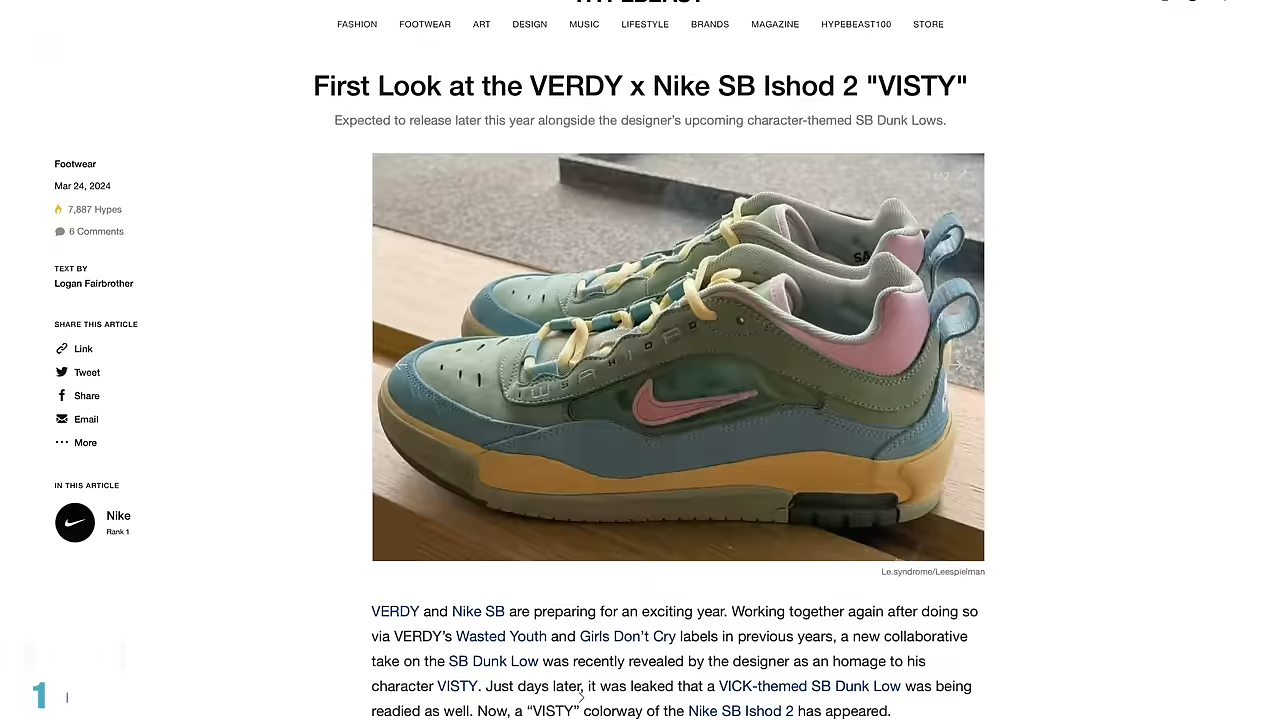 FASHION FOOTWEAR ART DESIGN MUSIC LIFESTYLE BRANDS MAGAZINE HYPEBEAST100 STORE
First Look at the VERDY x Nike SB Ishod 2 "VISTY"
Expected to release later this year alongside the designer's upcoming character-themed SB Dunk Lows.
Footwear
Mar 24, 2024
7,887 Hypes
6 Comments
TEXT BY
Logan Fairbrother
SHARE THIS ARTICLE
Link
Tweet
Share
Email
More
IN THIS ARTICLE
Nike
Rank 1
1 of 2
Le.syndrome/Leespielman
VERDY and Nike SB are preparing for an exciting year. Working together again after doing so
via VERDY's Wasted Youth and Girls Don't Cry labels in previous years, a new collaborative
take on the SB Dunk Low was recently revealed by the designer as an homage to his
character VISTY. Just days later, it was leaked that a VICK-themed SB Dunk Low was being
readied as well. Now, a “VISTY” colorway of the Nike SB Ishod 2 has appeared.
1